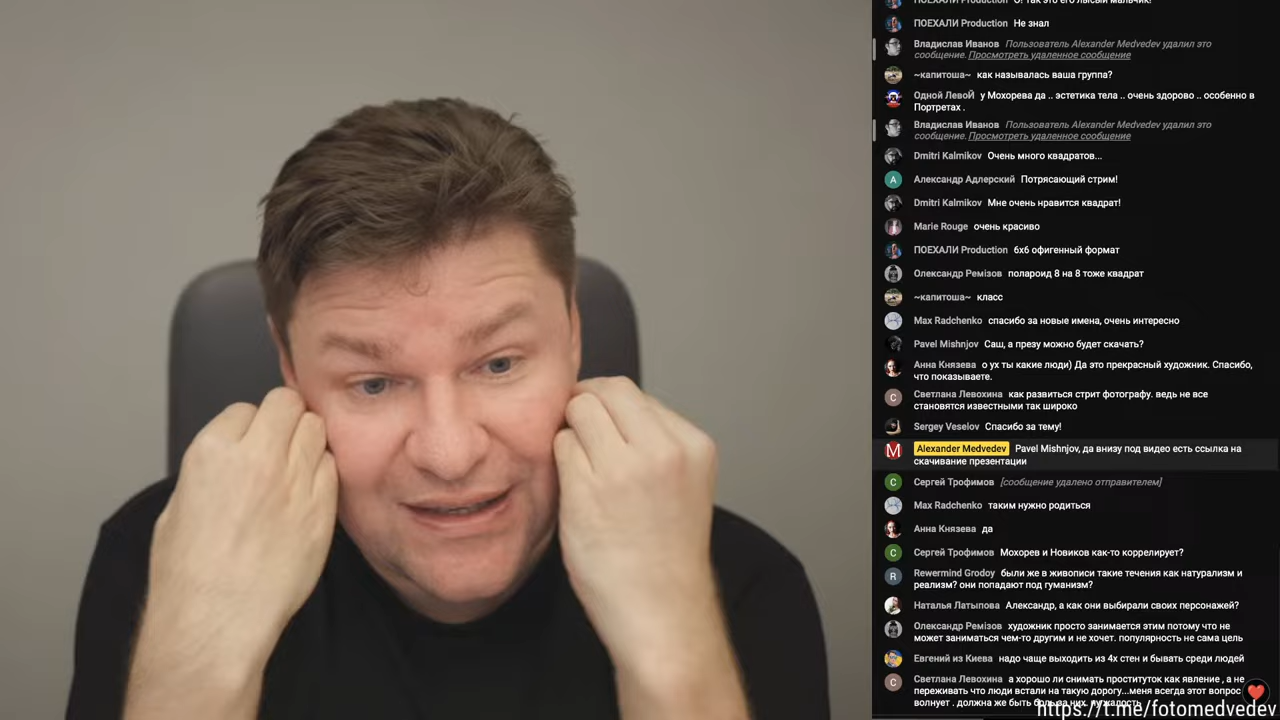 ПОЕХАЛИ Production О! так это его лысый мальчик!
ПОЕХАЛИ Production Не знал
Владислав Иванов Пользователь Alexander Medvedev удалил это
сообщение. Просмотреть удаленное сообщение
~капитоша~ как называлась ваша группа?
Одной ЛевоЙ у Мохорева да .. эстетика тела .. очень здорово .. особенно в
Портретах .
Владислав Иванов Пользователь Alexander Medvedev удалил это
сообщение. Просмотреть удаленное сообщение
Dmitri Kalmikov Очень много квадратов...
А
Александр Адлерский Потрясающий стрим!
Dmitri Kalmikov Мне очень нравится квадрат!
Marie Rouge очень красиво
ПОЕХАЛИ Production 6х6 офигенный формат
Олександр Ремізов полароид 8 на 8 тоже квадрат
~капитоша~ класс
Max Radchenko спасибо за новые имена, очень интересно
Pavel Mishnjov Саш, а презу можно будет скачать?
Анна Князева о ух ты какие люди) Да это прекрасный художник. Спасибо,
что показываете.
С
Светлана Левохина как развиться стрит фотографу. ведь не все
становятся известными так широко
Sergey Veselov Спасибо за тему!
M
Alexander Medvedev Pavel Mishnjov, да внизу под видео есть ссылка на
скачивание презентации
С
Сергей Трофимов [сообщение удалено отправителем]
Max Radchenko таким нужно родиться
Анна Князева да
С
Сергей Трофимов Мохорев и Новиков как-то коррелирует?
R
Rewermind Grodoy были же в живописи такие течения как натурализм и
реализм? они попадают под гуманизм?
Наталья Латыпова Александр, а как они выбирали своих персонажей?
Олександр Ремізов художник просто занимается этим потому что не
может заниматься чем-то другим и не хочет. популярность не сама цель
Евгений из Киева надо чаще выходить из 4х стен и бывать среди людей
С
Светлана Левохина а хорошо ли снимать проституток как явление , а не
переживать что люди встали на такую дорогу...меня всегда этот вопрос
волнует . должна же быть боль за них.
https://t.me/fotomedvedev